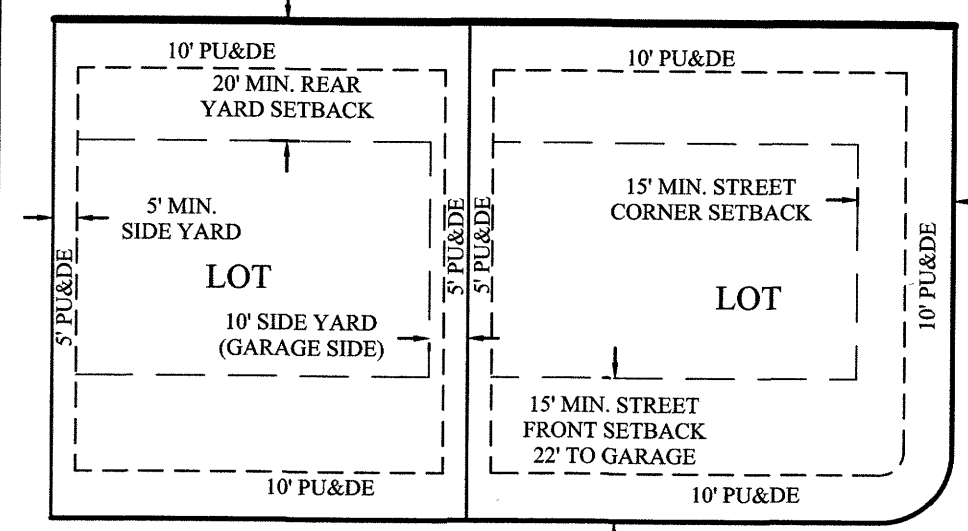 10' PU&DE
20' MIN. REAR
YARD SETBACK
5' MIN.
SIDE YARD
5' PU&DE
LOT
10' SIDE YARD
(GARAGE SIDE)
5' PU&DE
10' PU&DE
10' PU&DE
5' PU&DE
15' MIN. STREET
CORNER SETBACK
LOT
10' PU&DE
15' MIN. STREET
FRONT SETBACK
22' TO GARAGE
10' PU&DE